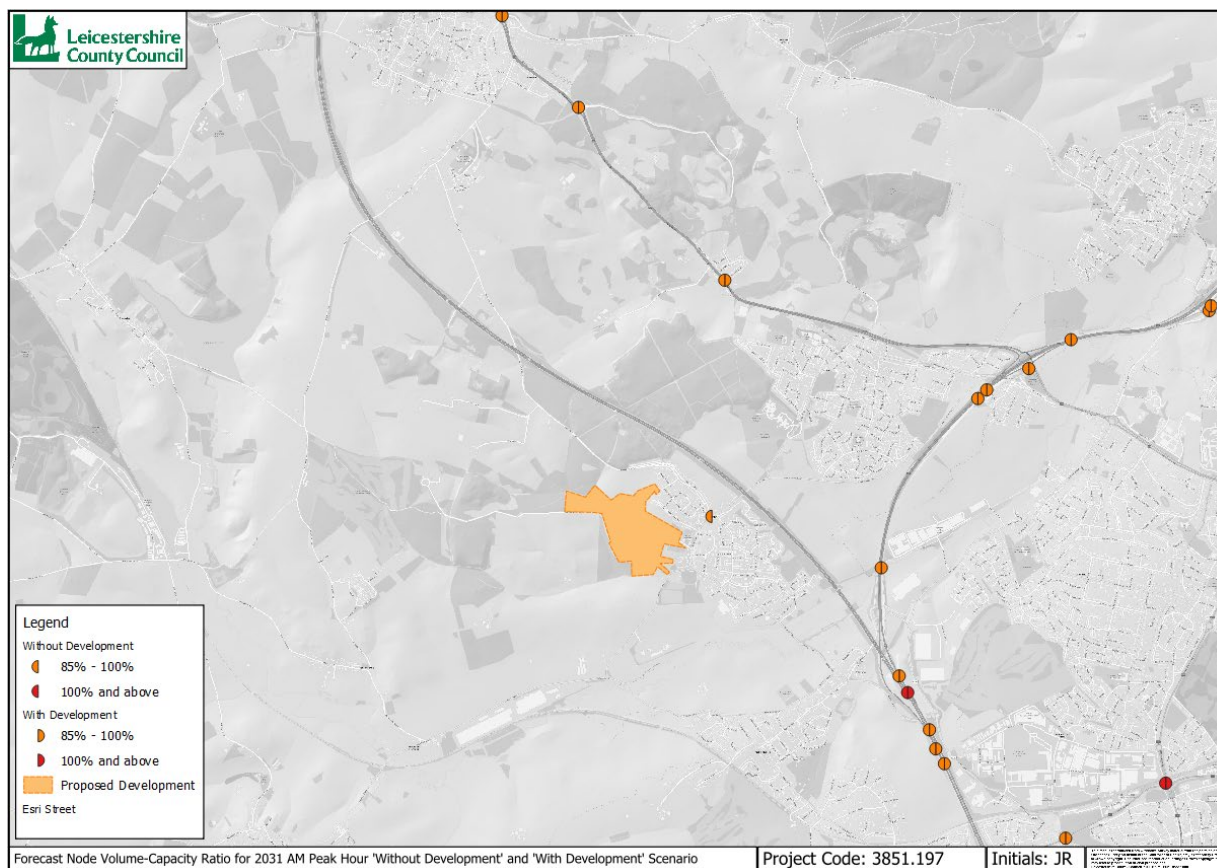 Leicestershire
County Council
Legend
Without Development
85% - 100%
100% and above
With Development
85% - 100%
100% and above
Proposed Development
Esri Street
Forecast Node Volume-Capacity Ratio for 2031 AM Peak Hour 'Without Development' and 'With Development' Scenario
Project Code: 3851.197
Initials: JR